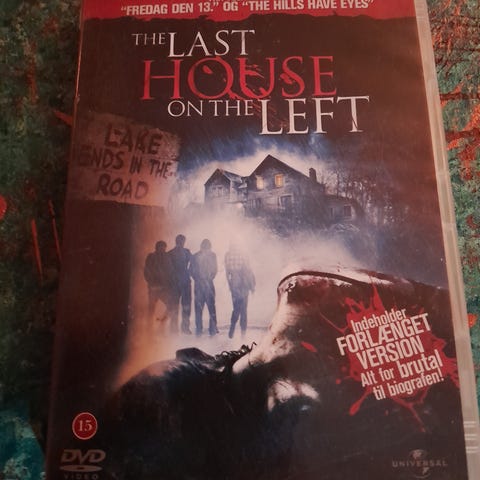 "FREDAG DEN 13." OG "THE HILLS HAVE EYES"
THE LAST
HOUSE
ON THE LEFT
LAKE
ENDS IN THE
ROAD
Indeholder
FORLÆNGET
VERSION
Alt for brutal
til biografen!
15
DVD
VIDEO
UNIVERSAL